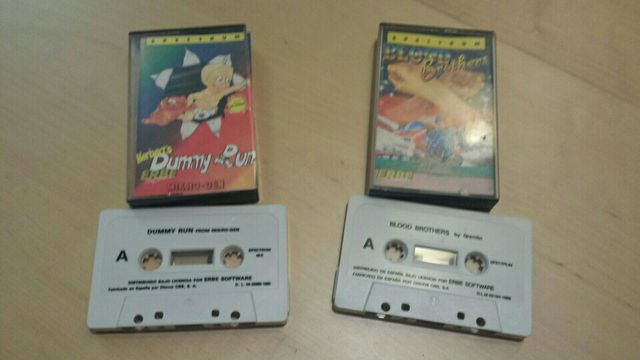 SPECTRUM
Herbert's
Dummy Run
ERBE
MIKRO-GEN
SPECTRUM
BLOOD
Brothers
ERBE
DUMMY RUN FROM MIKRO-GEN
A
SPECTRUM
DISTRIBUIDO BAJO LICENCIA POR ERBE SOFTWARE
Fabricado en España por Discos CBS, S. A.
BLOOD BROTHERS by Gremlin
A
SPECTRUM
DISTRIBUIDO EN ESPAÑA BAJO LICENCIA POR ERBE SOFTWARE
FABRICADO EN ESPAÑA POR DISCOS CBS, S.A.